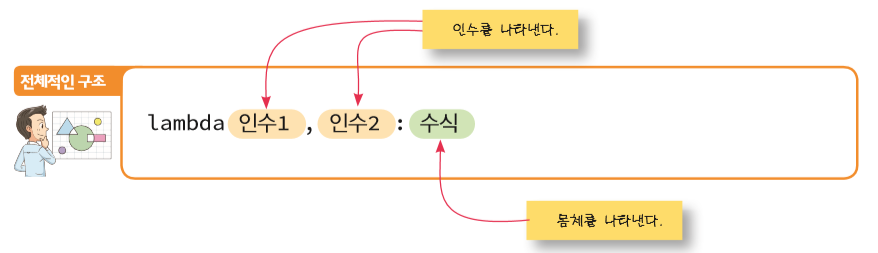 인수를 나타낸다.
전체적인 구조
lambda 인수1, 인수2: 수식
몸체를 나타낸다.